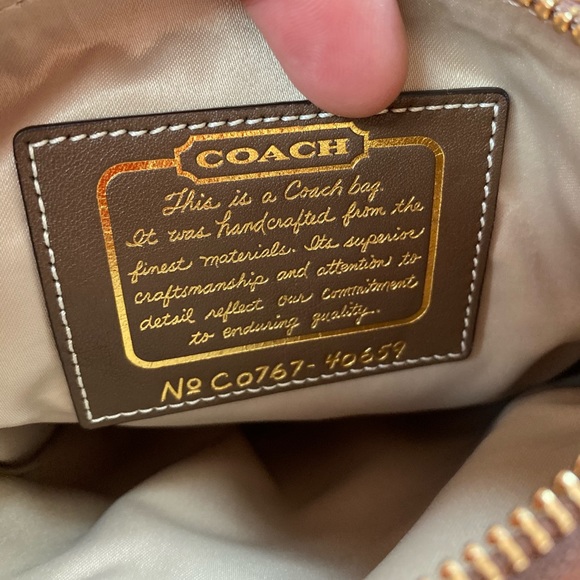 COACH
This is a Coach bag.
It was handcrafted from the
finest materials. Its superior
craftsmanship and attention to
detail reflect our commitment
to enduring quality.
Nº C0767-40659